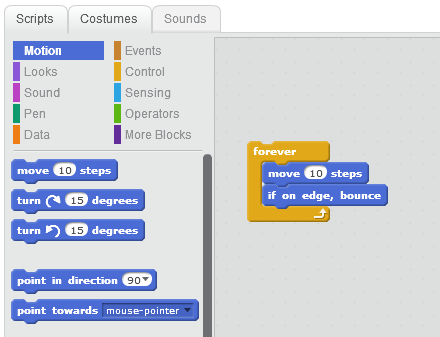 Scripts Costumes Sounds
Motion Events
Looks Control
Sound Sensing
Pen Operators
Data More Blocks
move 10 steps
turn 15 degrees
turn 15 degrees
point in direction 90
point towards mouse-pointer
forever
move 10 steps
if on edge, bounce